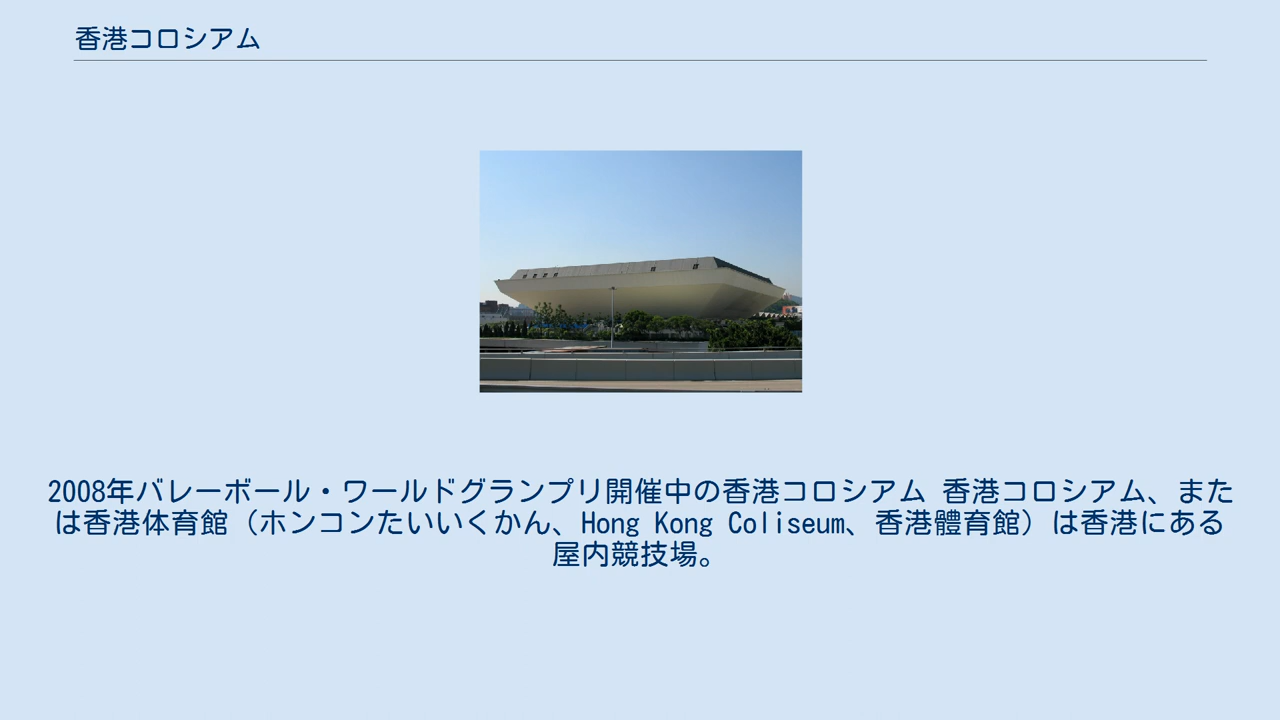 香港コロシアム
2008年バレーボール・ワールドグランプリ開催中の香港コロシアム 香港コロシアム、また
は香港体育館（ホンコンたいいくかん、Hong Kong Coliseum、香港體育館）は香港にある
屋内競技場。